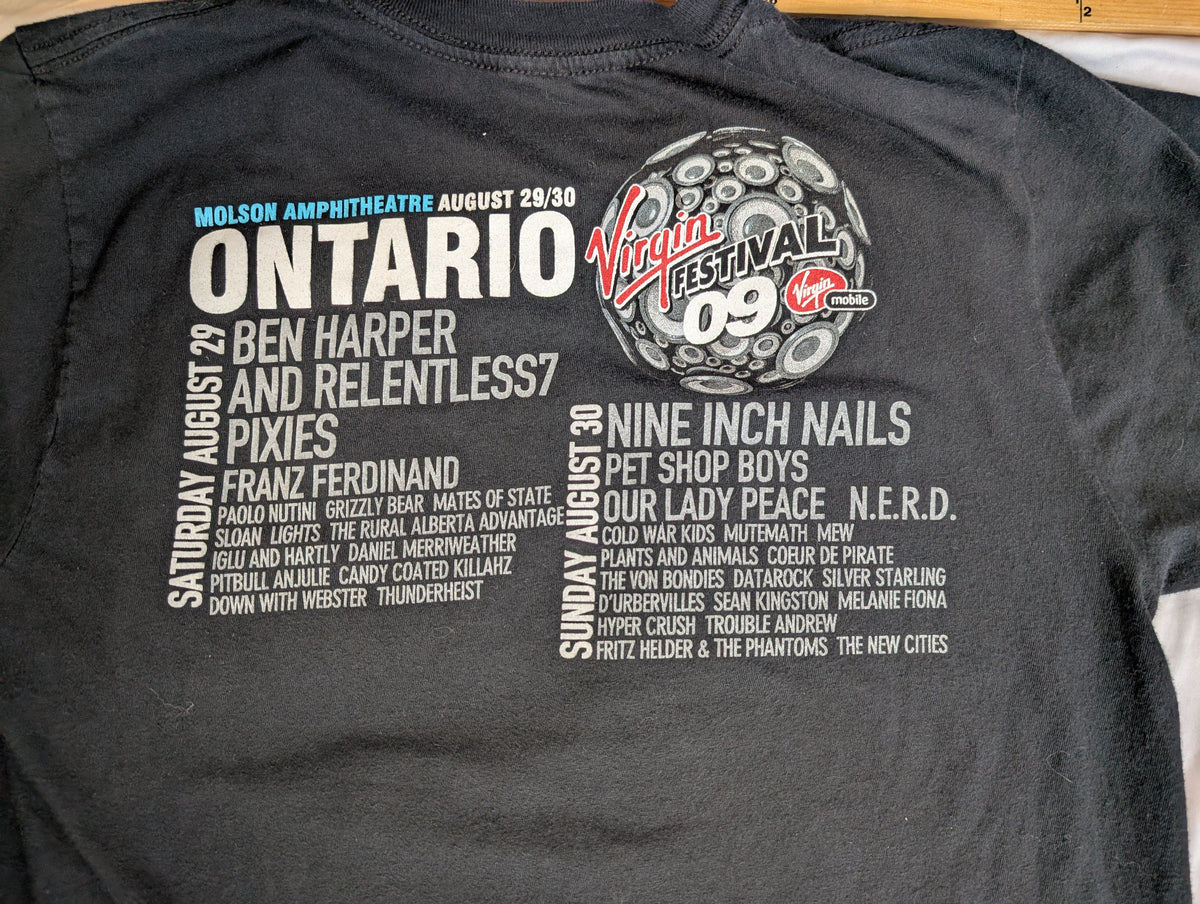 2
MOLSON AMPHITHEATRE AUGUST 29/30
ONTARIO
Virgin
FESTIVAL
09
Virgin
mobile
SATURDAY AUGUST 29
BEN HARPER
AND RELENTLESS7
PIXIES
FRANZ FERDINAND
PAOLO NUTINI GRIZZLY BEAR MATES OF STATE
SLOAN LIGHTS THE RURAL ALBERTA ADVANTAGE
IGLU AND HARTLY DANIEL MERRIWEATHER
PITBULL ANJULIE CANDY COATED KILLAHZ
DOWN WITH WEBSTER THUNDERHEIST
SUNDAY AUGUST 30
NINE INCH NAILS
PET SHOP BOYS
OUR LADY PEACE N.E.R.D.
COLD WAR KIDS MUTEMATH MEW
PLANTS AND ANIMALS COEUR DE PIRATE
THE VON BONDIES DATAROCK SILVER STARLING
D'URBERVILLES SEAN KINGSTON MELANIE FIONA
HYPER CRUSH TROUBLE ANDREW
FRITZ HELDER & THE PHANTOMS THE NEW CITIES